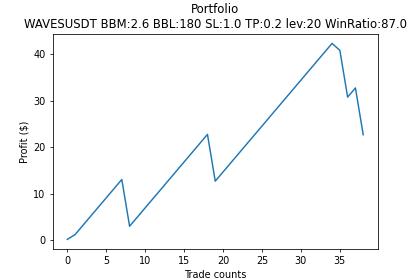 Portfolio
WAVESUSDT BBM:2.6 BBL:180 SL:1.0 TP:0.2 lev:20 WinRatio:87.0
40
30
20
10
0
Profit ($)
0 5 10 15 20 25 30 35
Trade counts